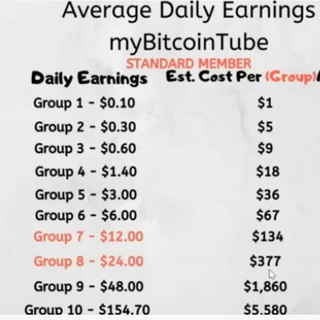 Average Daily Earnings
myBitcoinTube
STANDARD MEMBER
Daily Earnings Est. Cost Per (Group)/
Group 1 - $0.10 $1
Group 2 - $0.30 $5
Group 3 - $0.60 $9
Group 4 - $1.40 $18
Group 5 - $3.00 $36
Group 6 - $6.00 $67
Group 7 - $12.00 $134
Group 8 - $24.00 $377
Group 9 - $48.00 $1,860
Group 10 - $154.70 $5,580